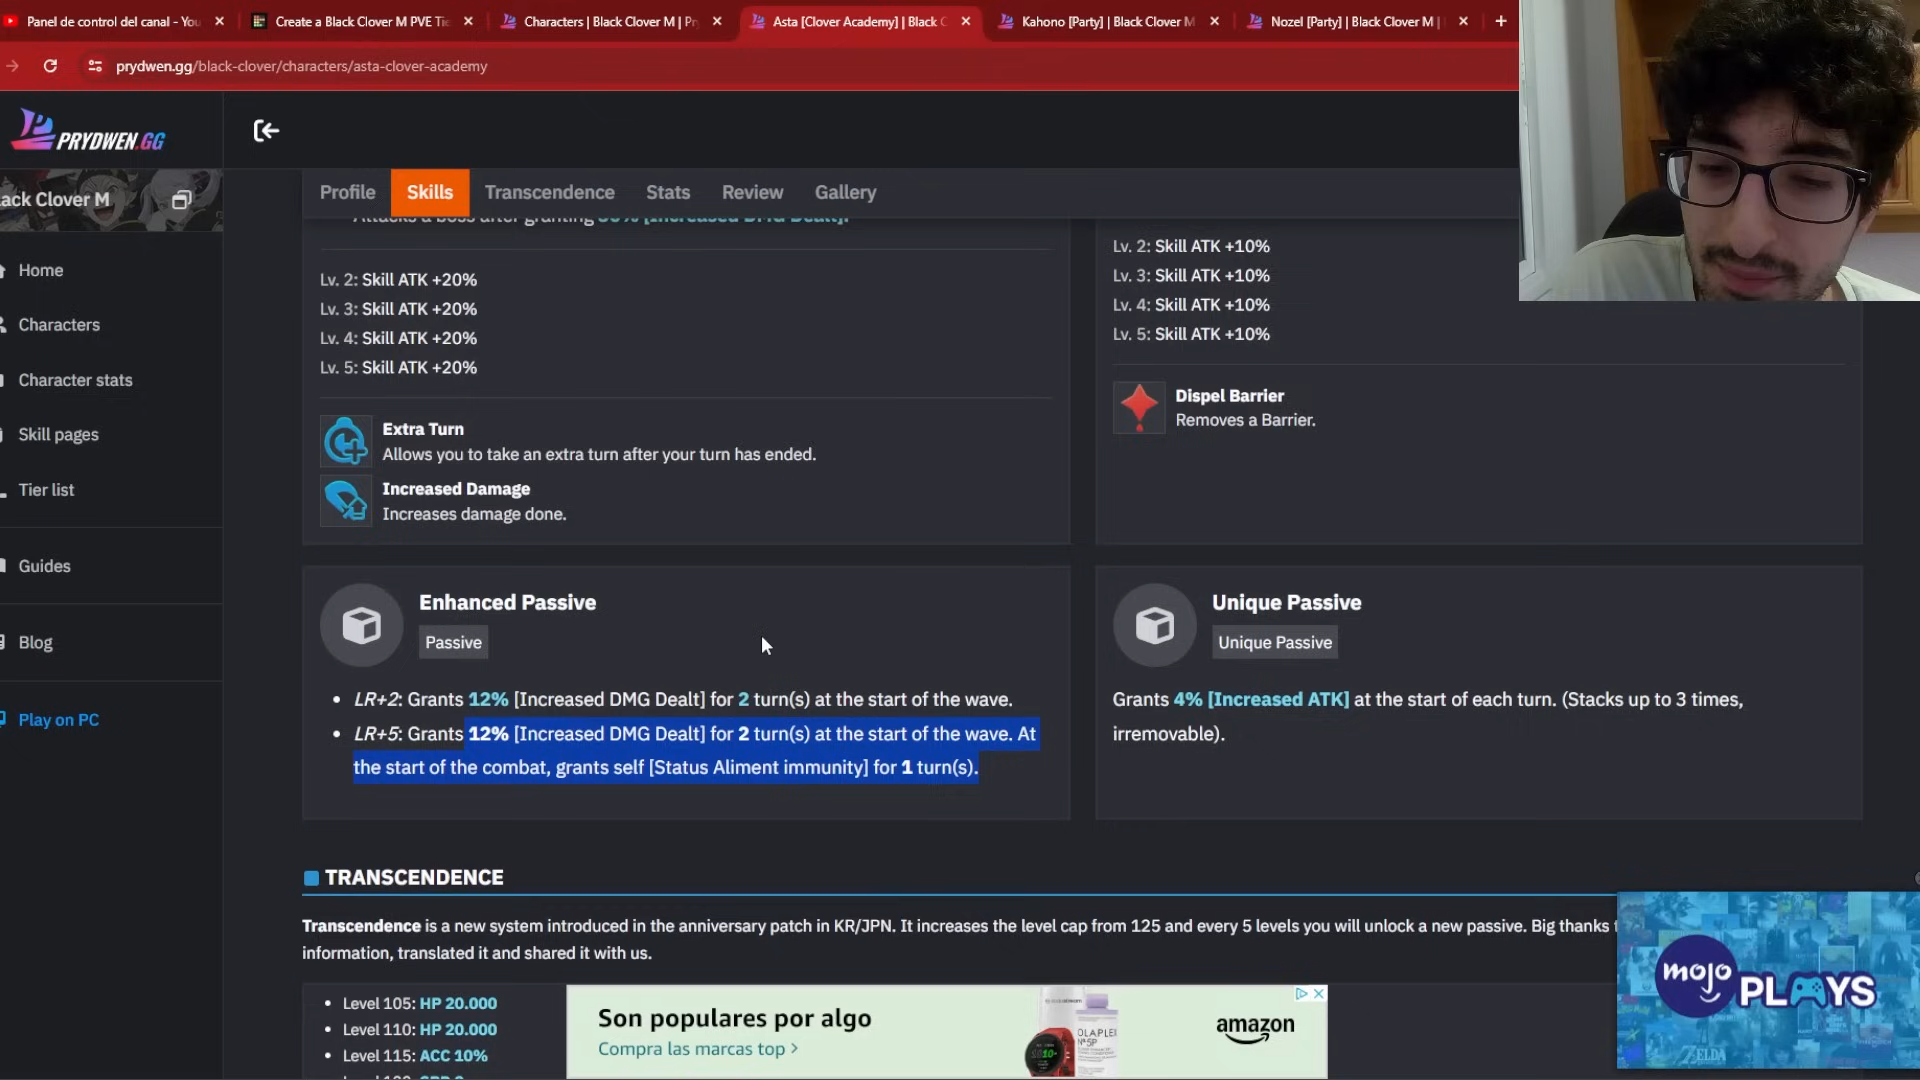 Panel de control del canal - You
Create a Black Clover M PVE Tie
Characters | Black Clover M | Pr
Asta [Clover Academy] | Black C
Kahono [Party] | Black Clover M
Nozel [Party] | Black Clover M |
prydwen.gg/black-clover/characters/asta-clover-academy
PRYDWEN.GG
ack Clover M
Home
Characters
Character stats
Skill pages
Tier list
Guides
Blog
Play on PC
Profile
Skills
Transcendence
Stats
Review
Gallery
Attacks a boss after granting 30% [Increased DMG Dealt].
Lv. 2: Skill ATK +20%
Lv. 3: Skill ATK +20%
Lv. 4: Skill ATK +20%
Lv. 5: Skill ATK +20%
Extra Turn
Allows you to take an extra turn after your turn has ended.
Increased Damage
Increases damage done.
Lv. 2: Skill ATK +10%
Lv. 3: Skill ATK +10%
Lv. 4: Skill ATK +10%
Lv. 5: Skill ATK +10%
Dispel Barrier
Removes a Barrier.
Enhanced Passive
Passive
LR+2: Grants 12% [Increased DMG Dealt] for 2 turn(s) at the start of the wave.
LR+5: Grants 12% [Increased DMG Dealt] for 2 turn(s) at the start of the wave. At
the start of the combat, grants self [Status Aliment immunity] for 1 turn(s).
Unique Passive
Unique Passive
Grants 4% [Increased ATK] at the start of each turn. (Stacks up to 3 times,
irremovable).
TRANSCENDENCE
Transcendence is a new system introduced in the anniversary patch in KR/JPN. It increases the level cap from 125 and every 5 levels you will unlock a new passive. Big thanks
information, translated it and shared it with us.
Level 105: HP 20.000
Level 110: HP 20.000
Level 115: ACC 10%
Son populares por algo
Compra las marcas top >
OLAPLEX
Nº.5P
amazon
mojo
PLAYS
ZELDA